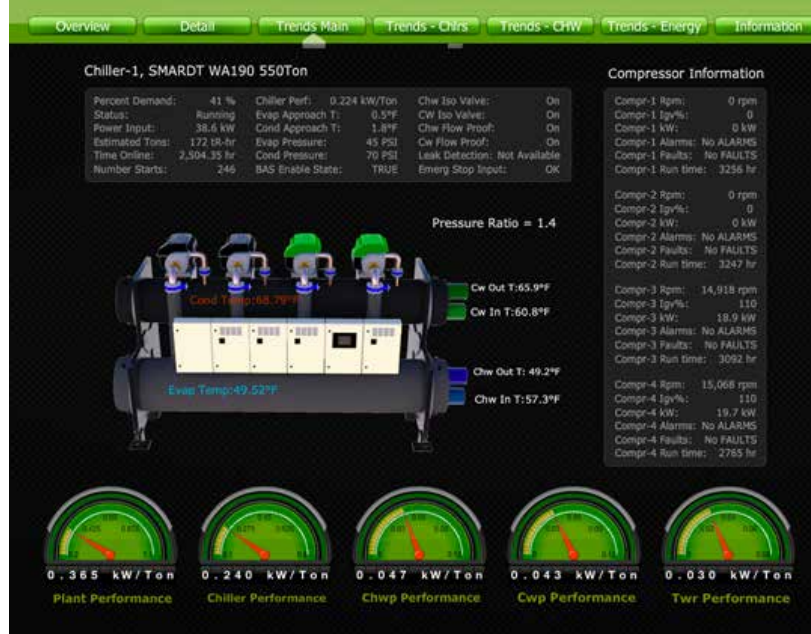 Overview Detail Trends Main Trends - Chlrs Trends - CHW Trends - Energy Information
Chiller-1, SMARDT WA190 550Ton
Percent Demand: 41 % Chiller Perf: 0.224 kW/Ton Chw Iso Valve: On
Status: Running Evap Approach T: 0.5°F CW Iso Valve: On
Power Input: 38.6 kW Cond Approach T: 1.8°F Chw Flow Proof: On
Estimated Tons: 172 tR-hr Evap Pressure: 45 PSI Cw Flow Proof: On
Time Online: 2,504.35 hr Cond Pressure: 70 PSI Leak Detection: Not Available
Number Starts: 246 BAS Enable State: TRUE Emerg Stop Input: OK
Pressure Ratio = 1.4
Cond Temp:68.79°F
Cw Out T:65.9°F
Cw In T:60.8°F
Evap Temp:49.52°F
Chw Out T: 49.2°F
Chw In T:57.3°F
Compressor Information
Compr-1 Rpm: 0 rpm
Compr-1 Igv%: 0
Compr-1 kW: 0 kW
Compr-1 Alarms: No ALARMS
Compr-1 Faults: No FAULTS
Compr-1 Run time: 3256 hr
Compr-2 Rpm: 0 rpm
Compr-2 Igv%: 0
Compr-2 kW: 0 kW
Compr-2 Alarms: No ALARMS
Compr-2 Faults: No FAULTS
Compr-2 Run time: 3247 hr
Compr-3 Rpm: 14,918 rpm
Compr-3 Igv%: 110
Compr-3 kW: 18.9 kW
Compr-3 Alarms: No ALARMS
Compr-3 Faults: No FAULTS
Compr-3 Run time: 3092 hr
Compr-4 Rpm: 15,068 rpm
Compr-4 Igv%: 110
Compr-4 kW: 19.7 kW
Compr-4 Alarms: No ALARMS
Compr-4 Faults: No FAULTS
Compr-4 Run time: 2765 hr
0.365 kW/Ton 0.240 kW/Ton 0.047 kW/Ton 0.043 kW/Ton 0.030 kW/Ton
Plant Performance Chiller Performance Chwp Performance Cwp Performance Twr Performance